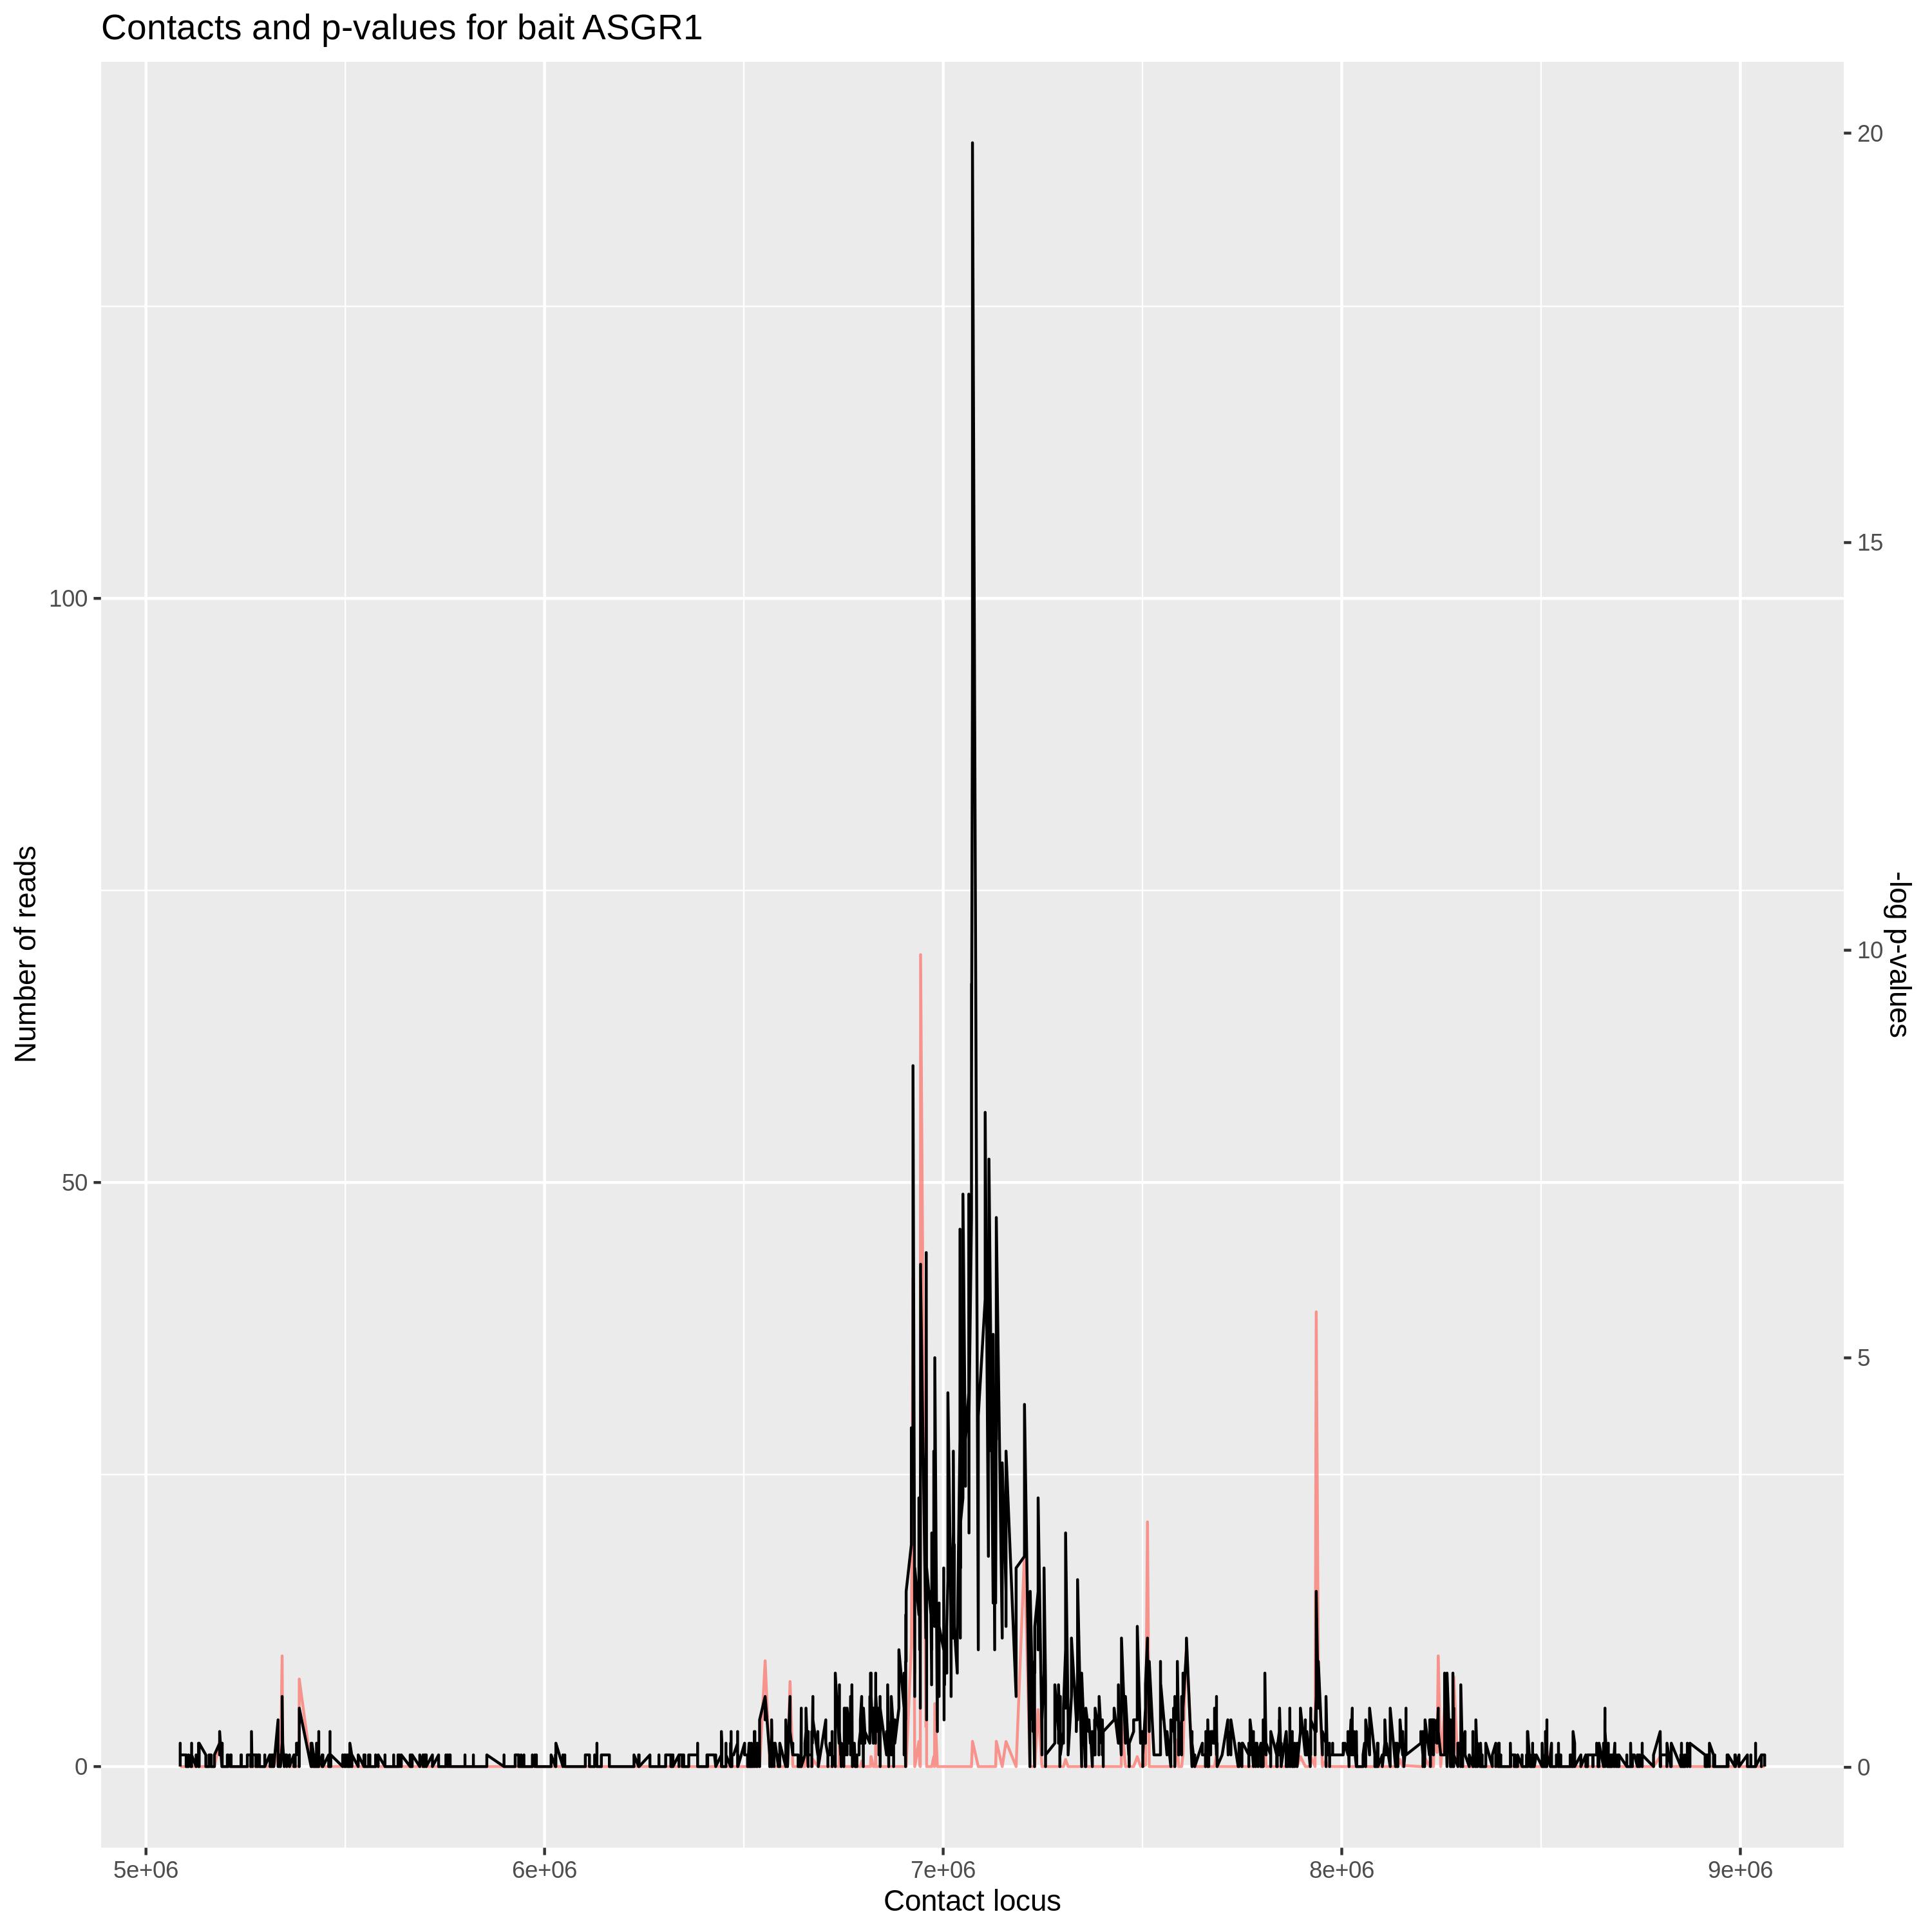 Contacts and p-values for bait ASGR1
Number of reads
100
50
0
20
15
10
5
0
-log p-values
5e+06
6e+06
7e+06
8e+06
9e+06
Contact locus